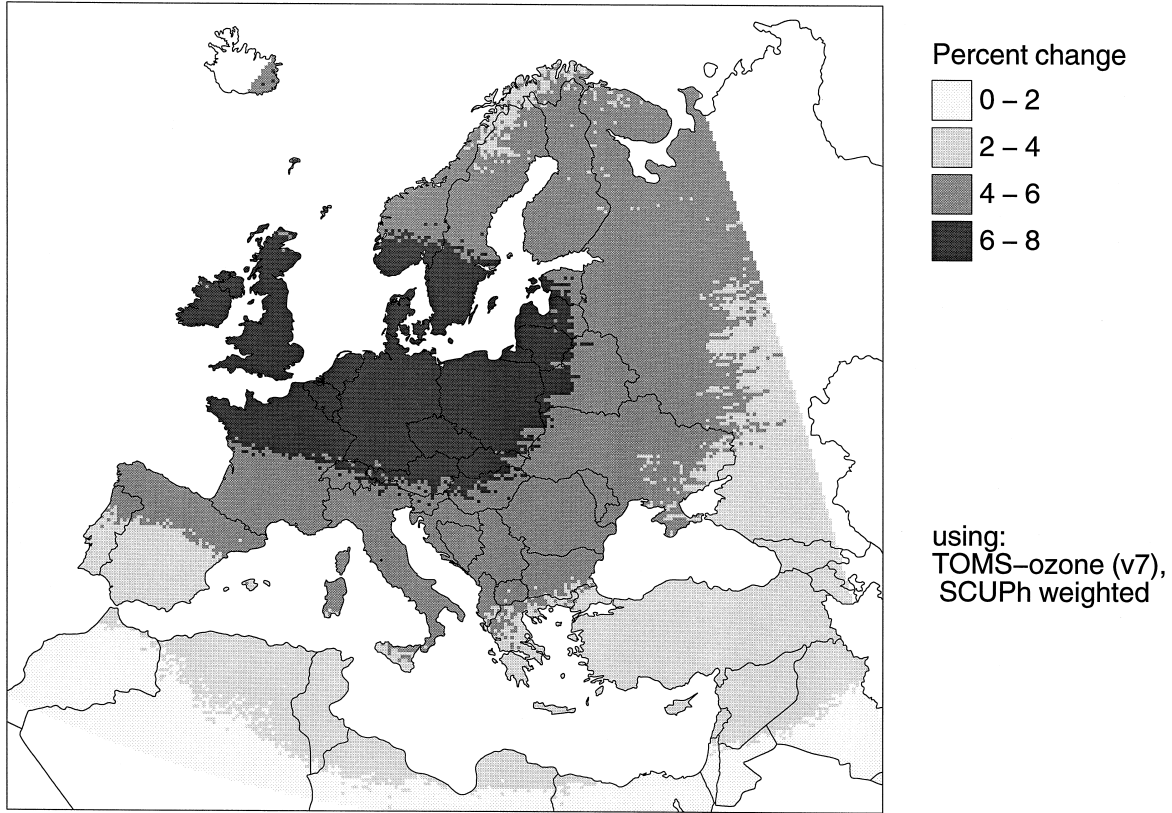 Percent change
0 – 2
2 – 4
4 – 6
6 – 8
using:
TOMS–ozone (v7),
SCUPh weighted